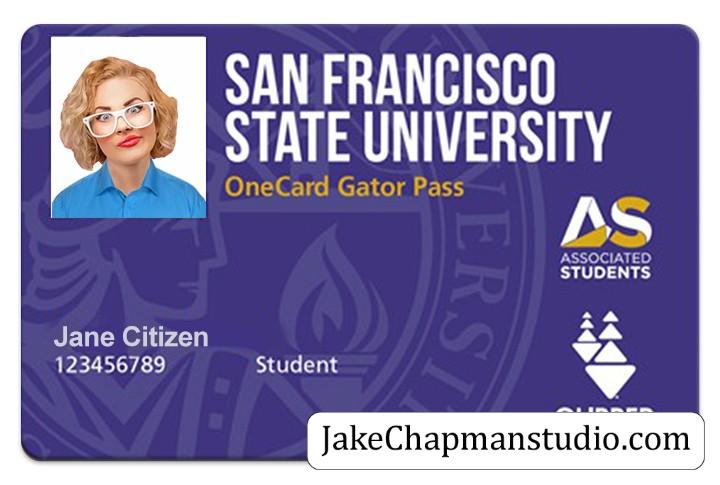 SAN FRANCISCO
STATE UNIVERSITY
OneCard Gator Pass
AS
ASSOCIATED
STUDENTS
Jane Citizen
123456789 Student
JakeChapmanstudio.com